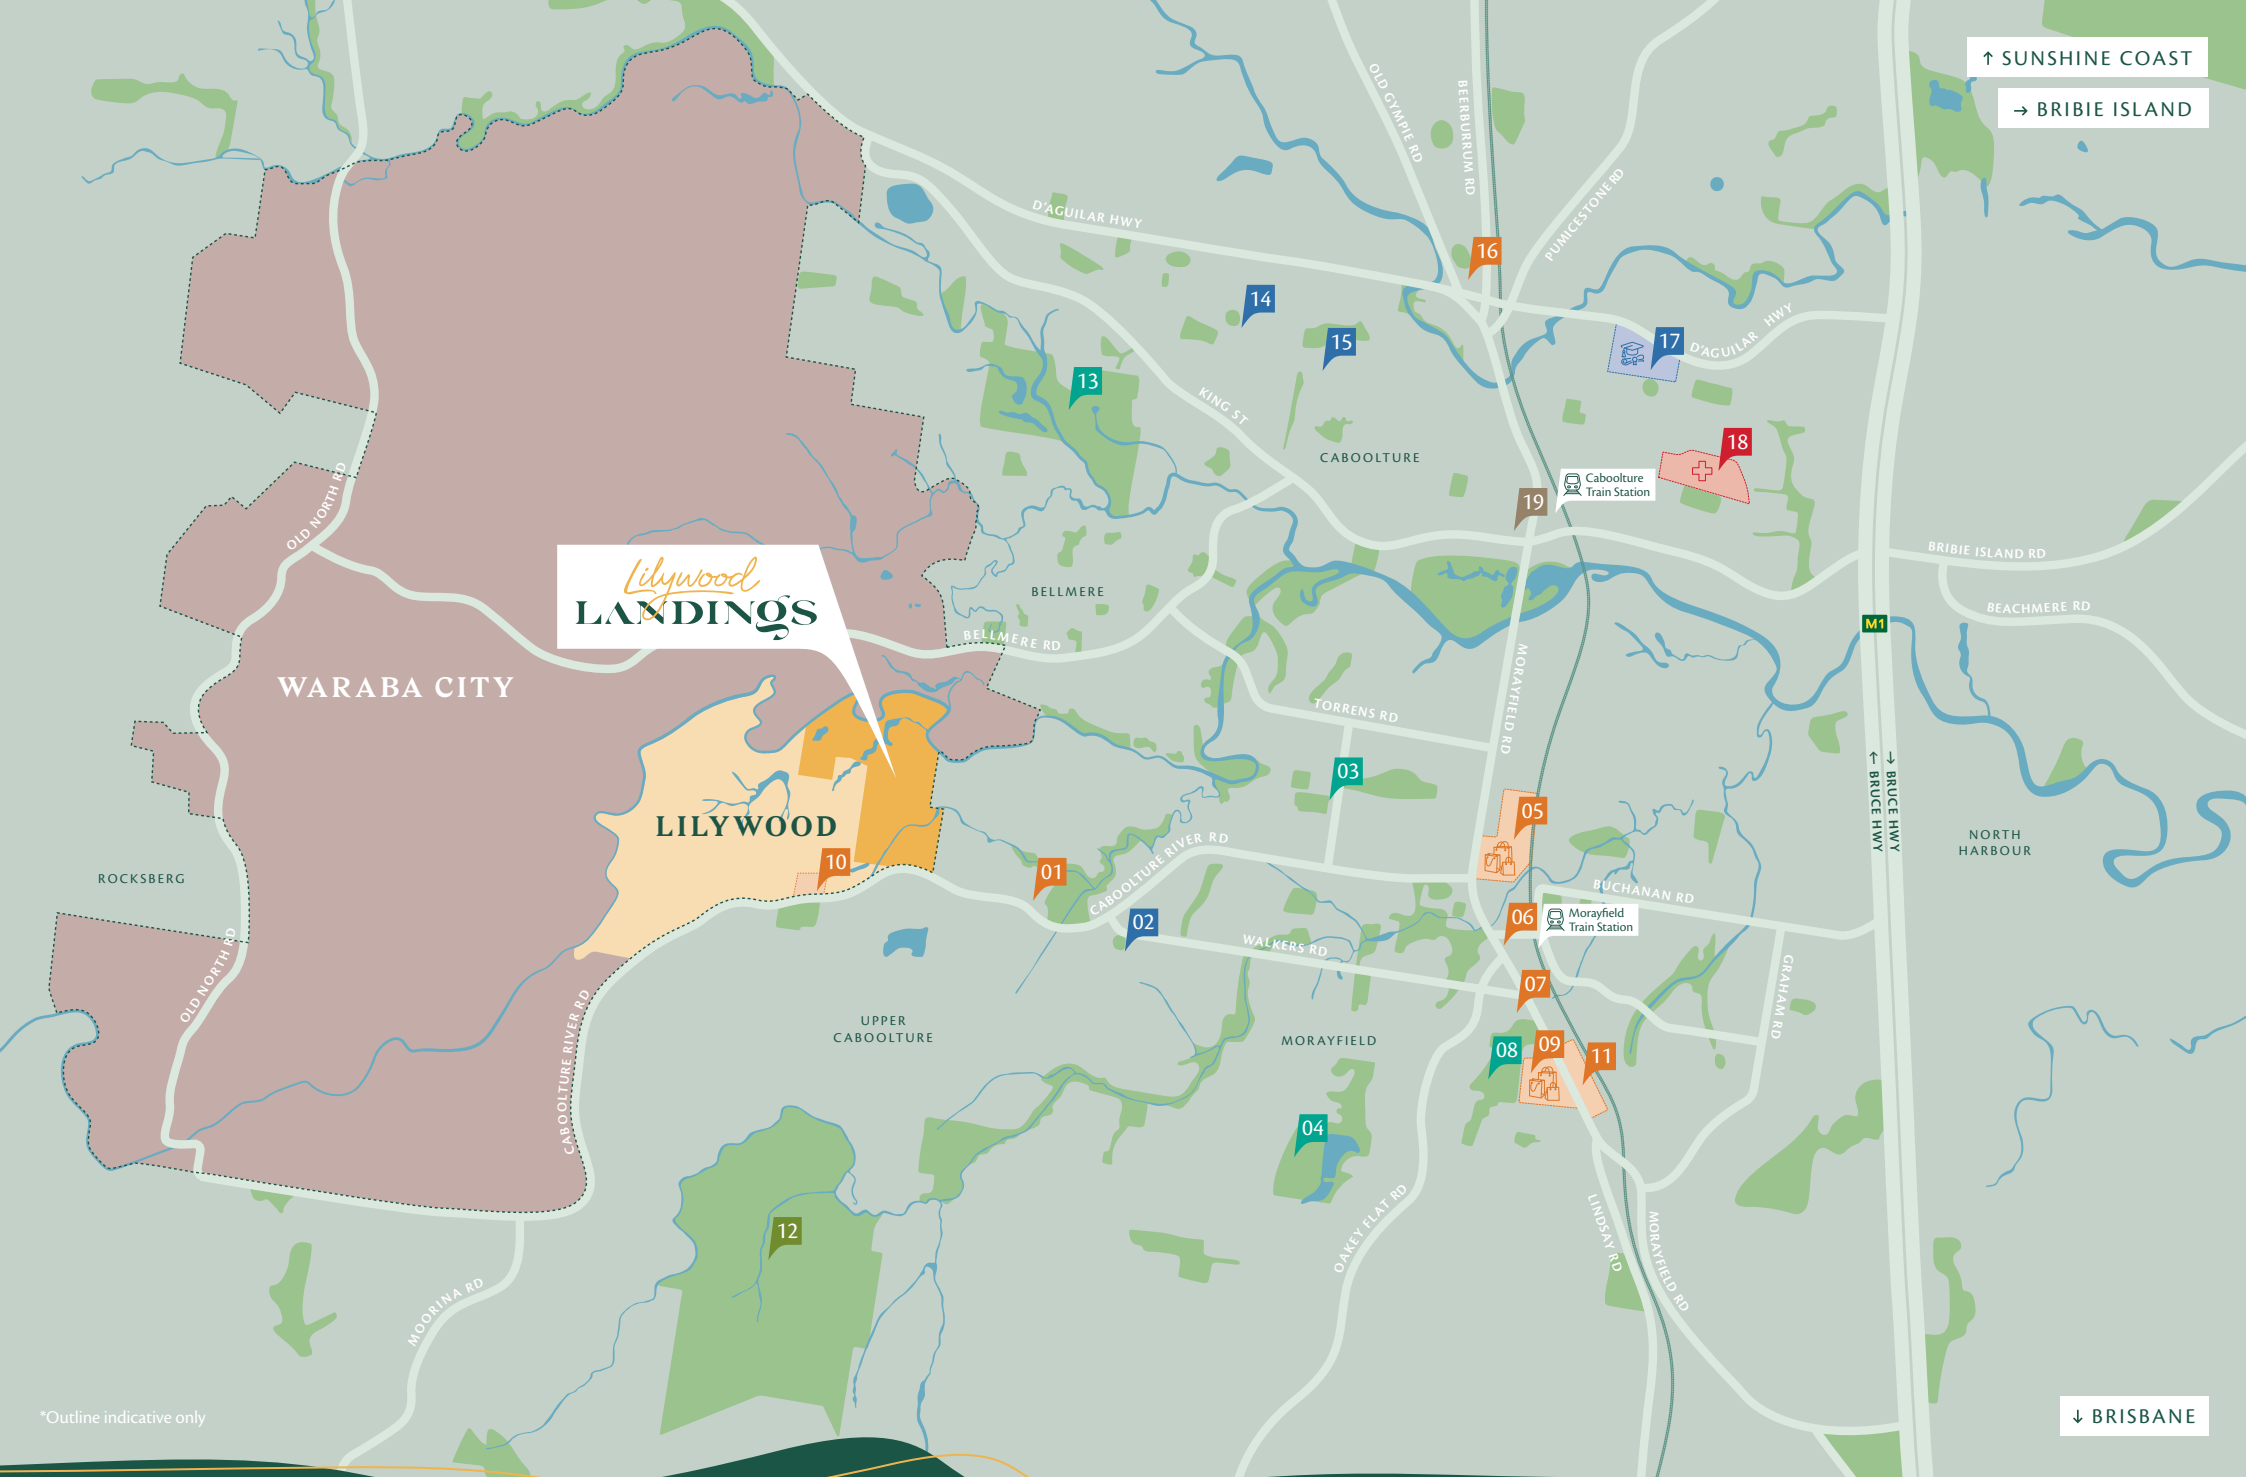 ↑ SUNSHINE COAST
→ BRIBIE ISLAND
OLD GYMPIE RD
BEERBURRUM RD
PUMICESTONE RD
D'AGUILAR HWY
16
14
15
17
D'AGUILAR HWY
13
KING ST
CABOOLTURE
18
Caboolture
Train Station
19
OLD NORTH RD
BRIBIE ISLAND RD
Lilywood
LANDINGS
BELLMERE
BEACHMERE RD
M1
BELLMERE RD
MORAYFIELD RD
WARABA CITY
TORRENS RD
03
↑ BRUCE HWY
↓ BRUCE HWY
05
LILYWOOD
NORTH
HARBOUR
10
01
CABOOLTURE RIVER RD
ROCKSBERG
BUCHANAN RD
02
06
Morayfield
Train Station
WALKERS RD
OLD NORTH RD
07
GRAHAM RD
CABOOLTURE RIVER RD
UPPER
CABOOLTURE
MORAYFIELD
08
09
11
04
12
OAKEY FLAT RD
LINDSAY RD
MORAYFIELD RD
MOORINA RD
*Outline indicative only
↓ BRISBANE